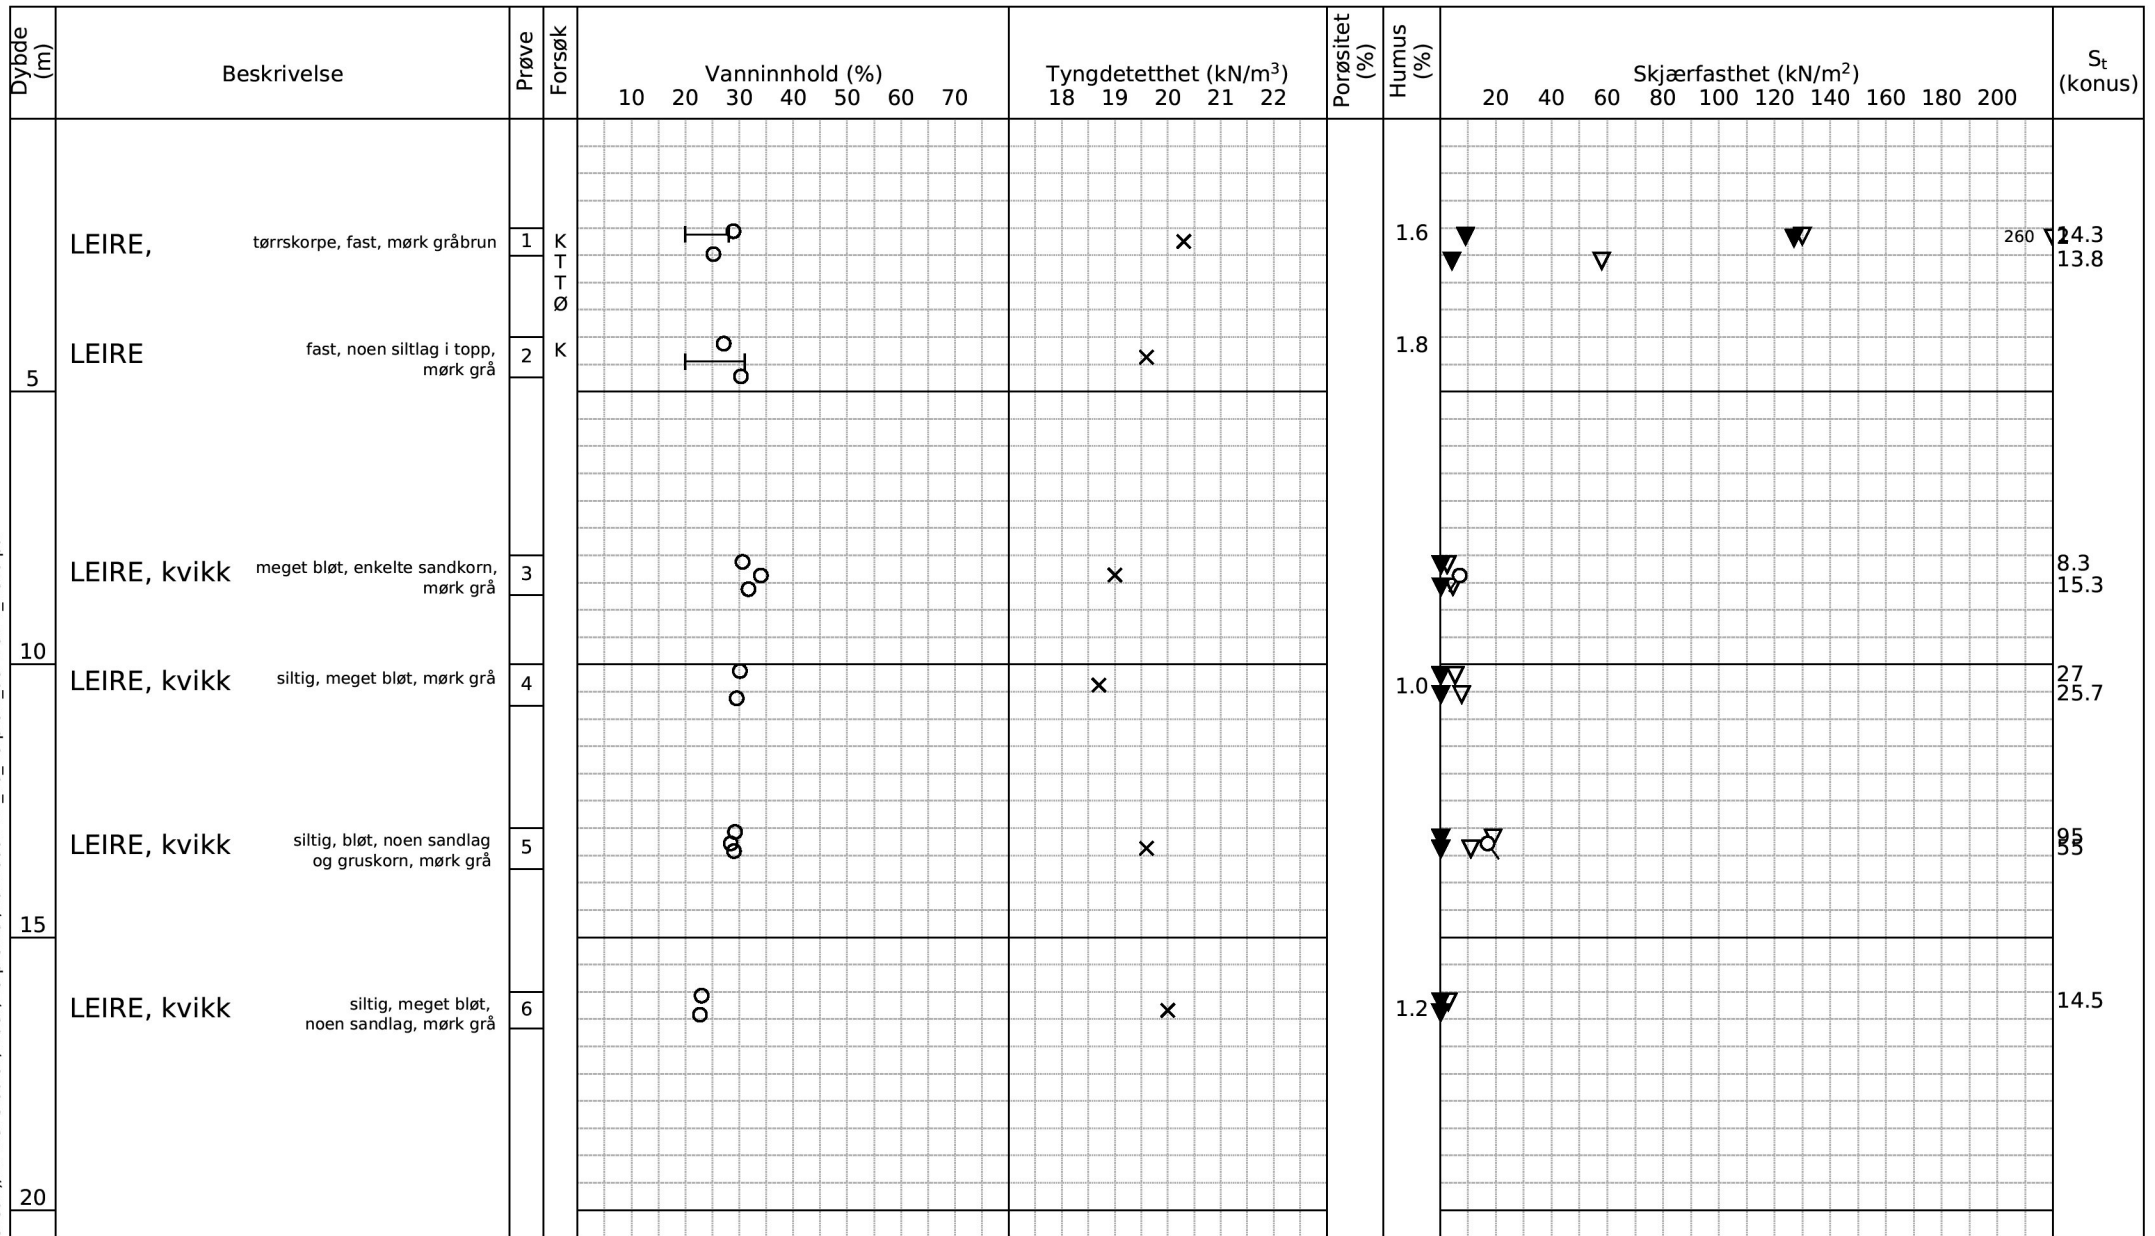 Dybde (m)
Beskrivelse
Prøve
Forsøk
Vanninnhold (%)
10 20 30 40 50 60 70
Tyngdetetthet (kN/m³)
18 19 20 21 22
Porøsitet (%)
Humus (%)
Skjærfasthet (kN/m²)
20 40 60 80 100 120 140 160 180 200
St
(konus)
LEIRE, tørrskorpe, fast, mørk gråbrun 1 K 1.6 260 14.3
T 13.8
T
Ø
LEIRE fast, noen siltlag i topp,
mørk grå 2 K 1.8
5
LEIRE, kvikk meget bløt, enkelte sandkorn,
mørk grå 3 8.3
15.3
10
LEIRE, kvikk siltig, meget bløt, mørk grå 4 1.0 27
25.7
LEIRE, kvikk siltig, bløt, noen sandlag
og gruskorn, mørk grå 5 95
55
15
LEIRE, kvikk siltig, meget bløt,
noen sandlag, mørk grå 6 1.2 14.5
20